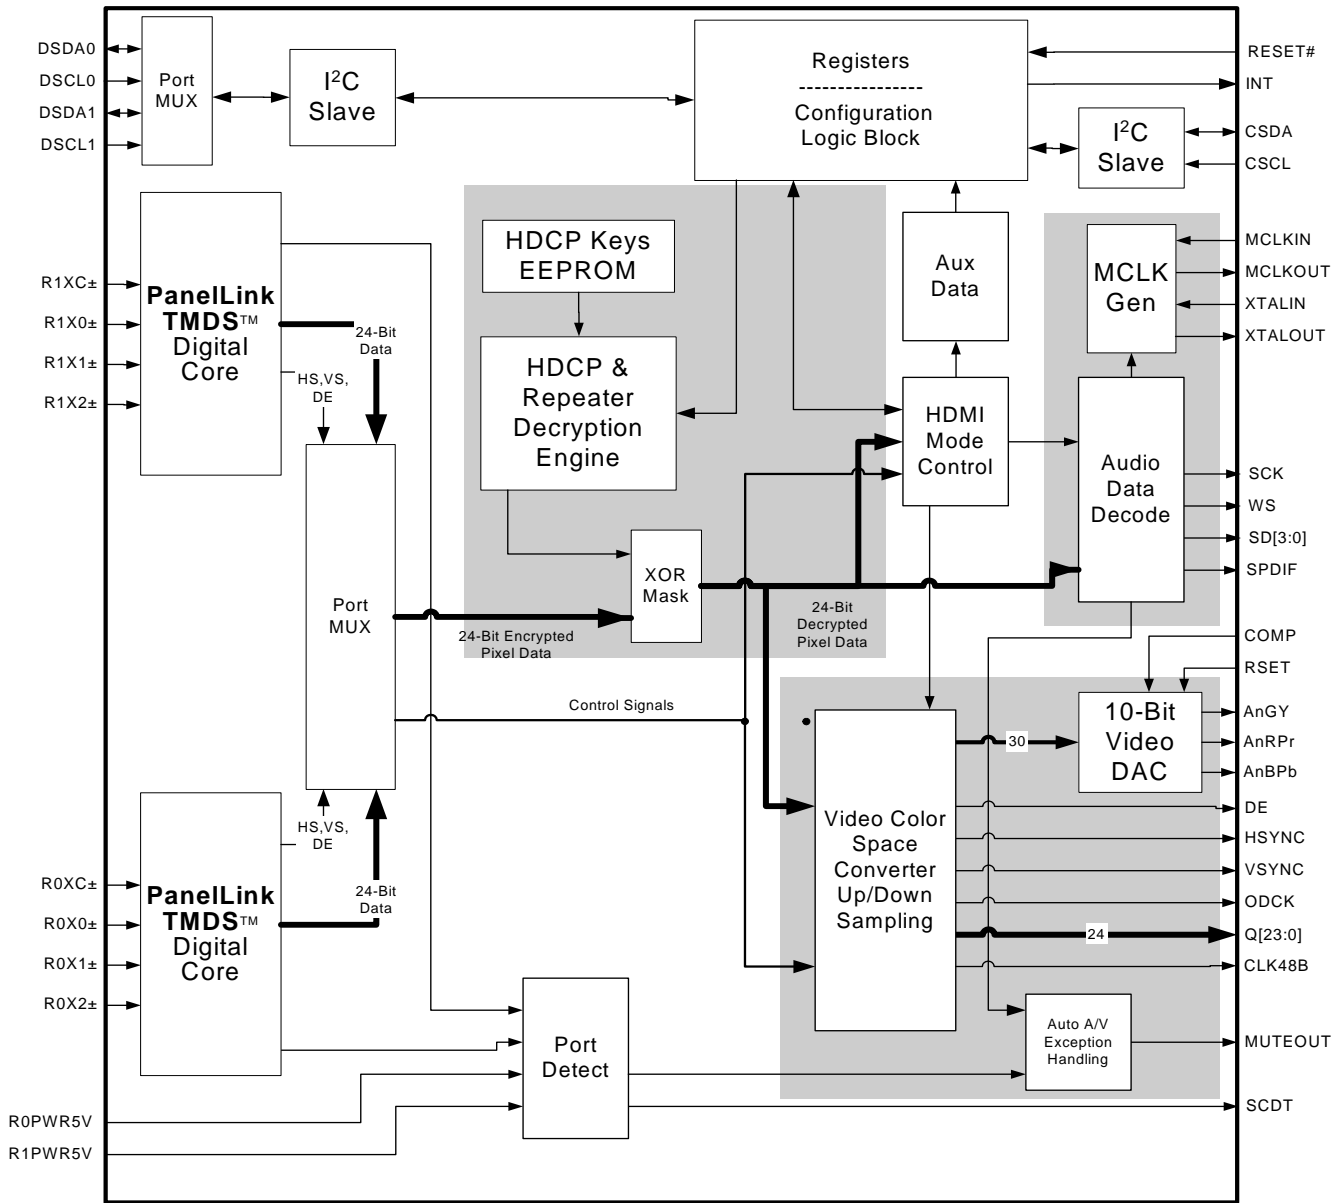 DSDA0
DSCL0
DSDA1
DSCL1
Port
MUX
I²C
Slave
Registers
----------------
Configuration
Logic Block
RESET#
INT
I²C
Slave
CSDA
CSCL
R1XC±
R1X0±
R1X1±
R1X2±
PanelLink
TMDS™
Digital
Core
24-Bit
Data
HS,VS,
DE
HDCP Keys
EEPROM
HDCP &
Repeater
Decryption
Engine
XOR
Mask
Aux
Data
HDMI
Mode
Control
MCLK
Gen
MCLKIN
MCLKOUT
XTALIN
XTALOUT
Audio
Data
Decode
SCK
WS
SD[3:0]
SPDIF
Port
MUX
24-Bit Encrypted
Pixel Data
24-Bit
Decrypted
Pixel Data
Control Signals
COMP
RSET
10-Bit
Video
DAC
AnGY
AnRPr
AnBPb
30
Video Color
Space
Converter
Up/Down
Sampling
DE
HSYNC
VSYNC
ODCK
24
Q[23:0]
CLK48B
HS,VS,
DE
24-Bit
Data
R0XC±
R0X0±
R0X1±
R0X2±
PanelLink
TMDS™
Digital
Core
Port
Detect
Auto A/V
Exception
Handling
MUTEOUT
SCDT
R0PWR5V
R1PWR5V